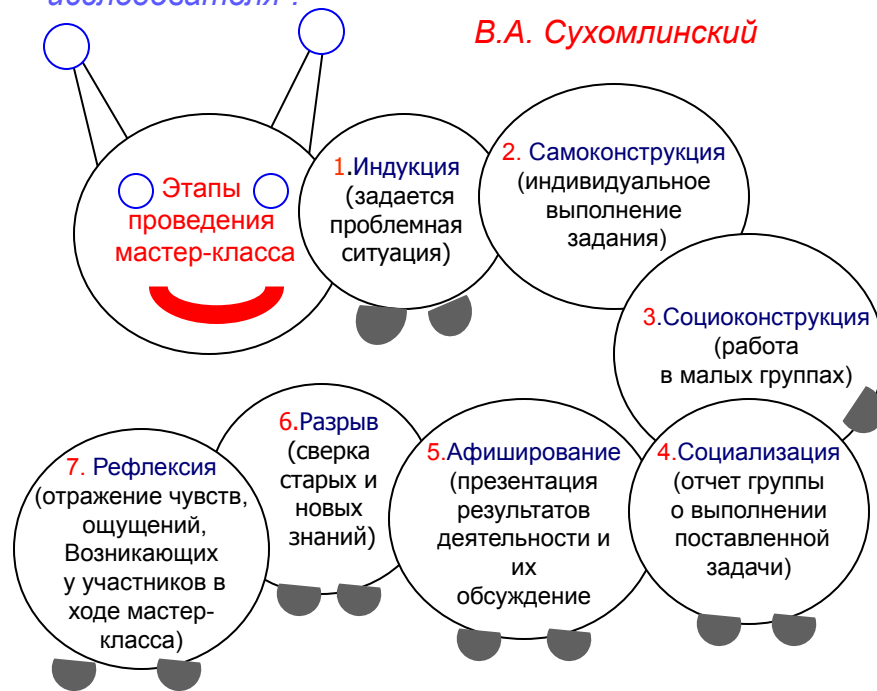 исследователя".
В.А. Сухомлинский
Этапы
проведения
мастер-класса
1.Индукция
(задается
проблемная
ситуация)
2. Самоконструкция
(индивидуальное
выполнение
задания)
3.Социоконструкция
(работа
в малых группах)
4.Социализация
(отчет группы
о выполнении
поставленной
задачи)
5.Афиширование
(презентация
результатов
деятельности и
их
обсуждение
6.Разрыв
(сверка
старых и
новых
знаний)
7. Рефлексия
(отражение чувств,
ощущений,
Возникающих
у участников в
ходе мастер-
класса)